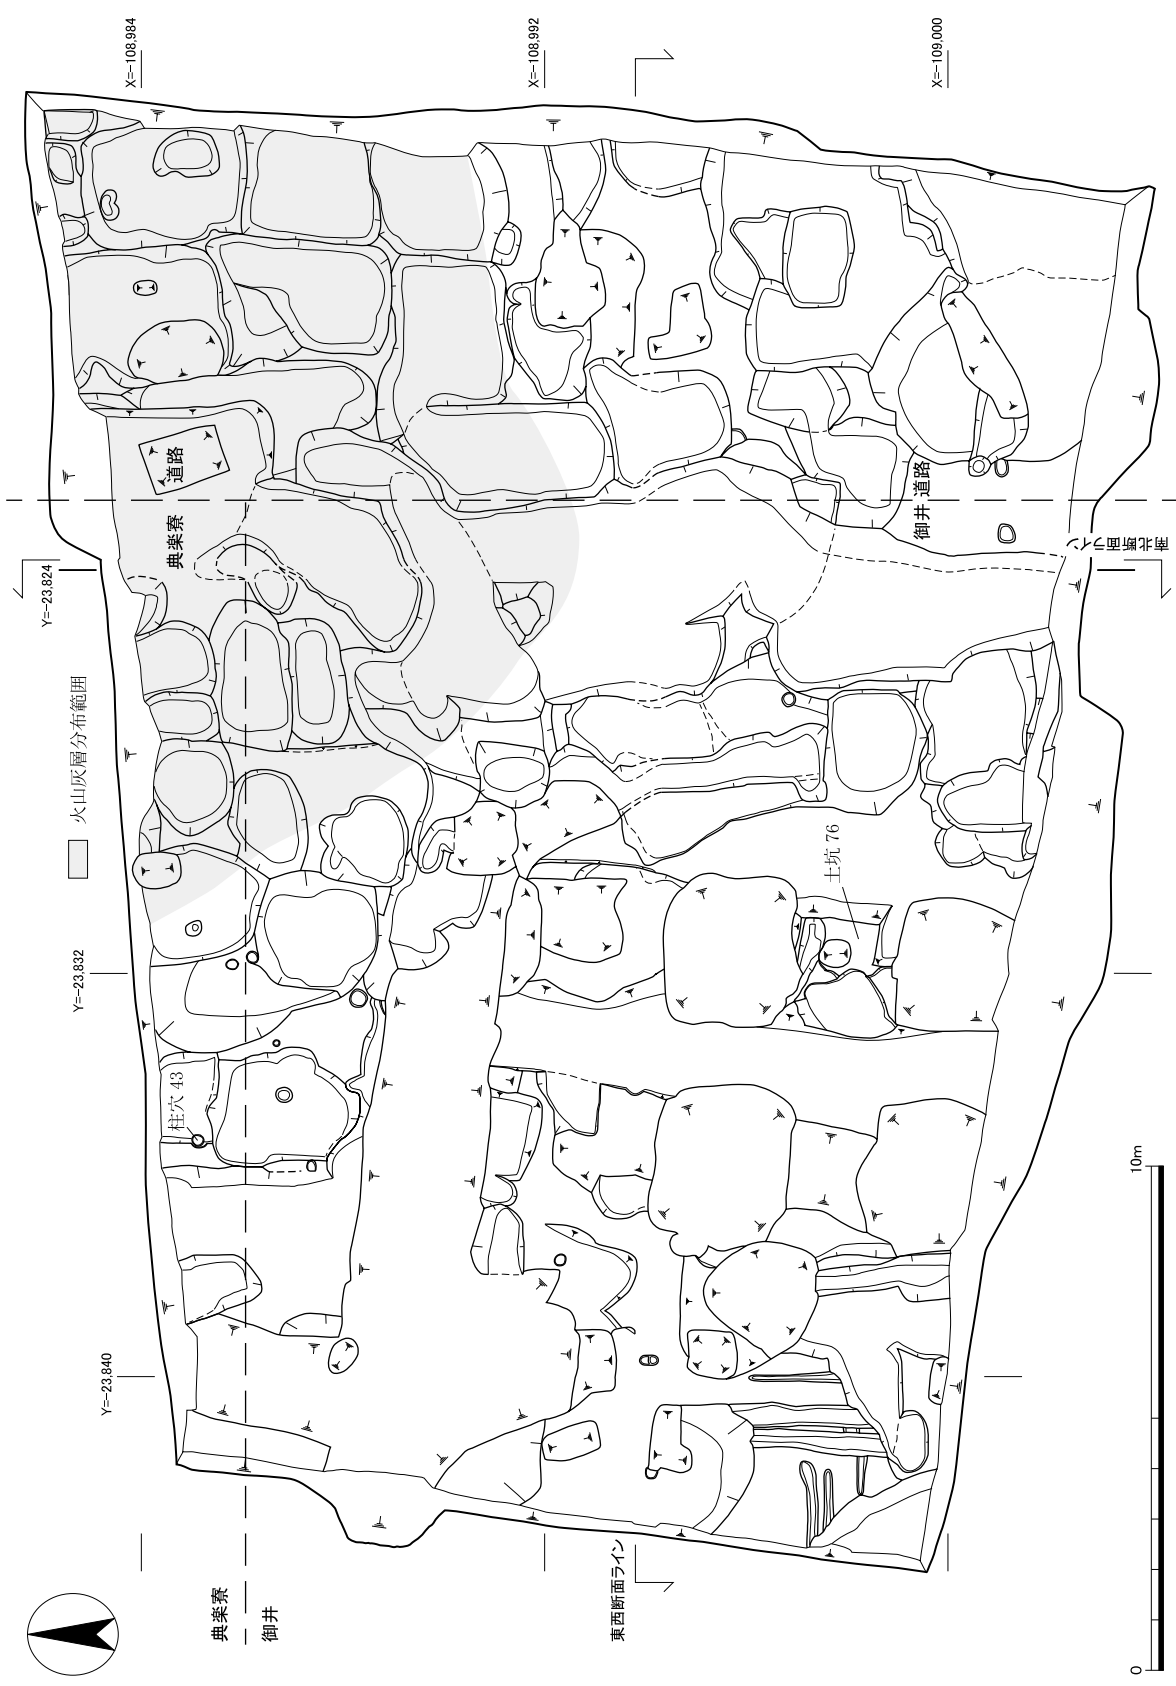 X=-108,984
X=-108,992
X=-109,000
Y=-23,824
Y=-23,832
Y=-23,840
火山灰層分布範囲
道路
典楽寮
御井 道路
南北断面ライン
土坑 76
柱穴 43
典楽寮
御井
東西断面ライン
0
10m